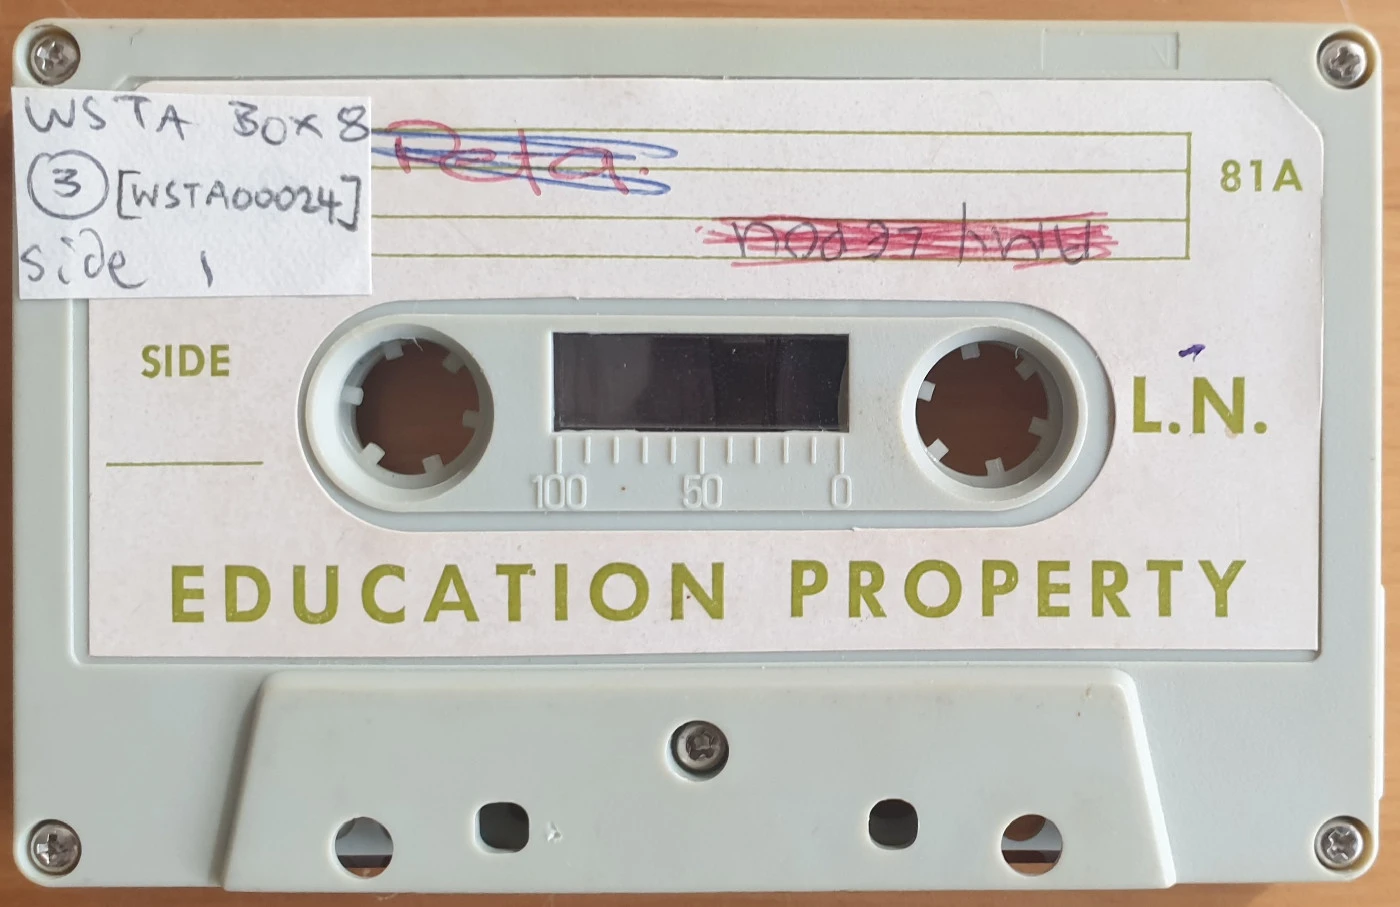 WSTA BOX 8
③ [WSTA00024]
side 1
Peta.
81A
SIDE
L.N.
100 50 0
EDUCATION PROPERTY